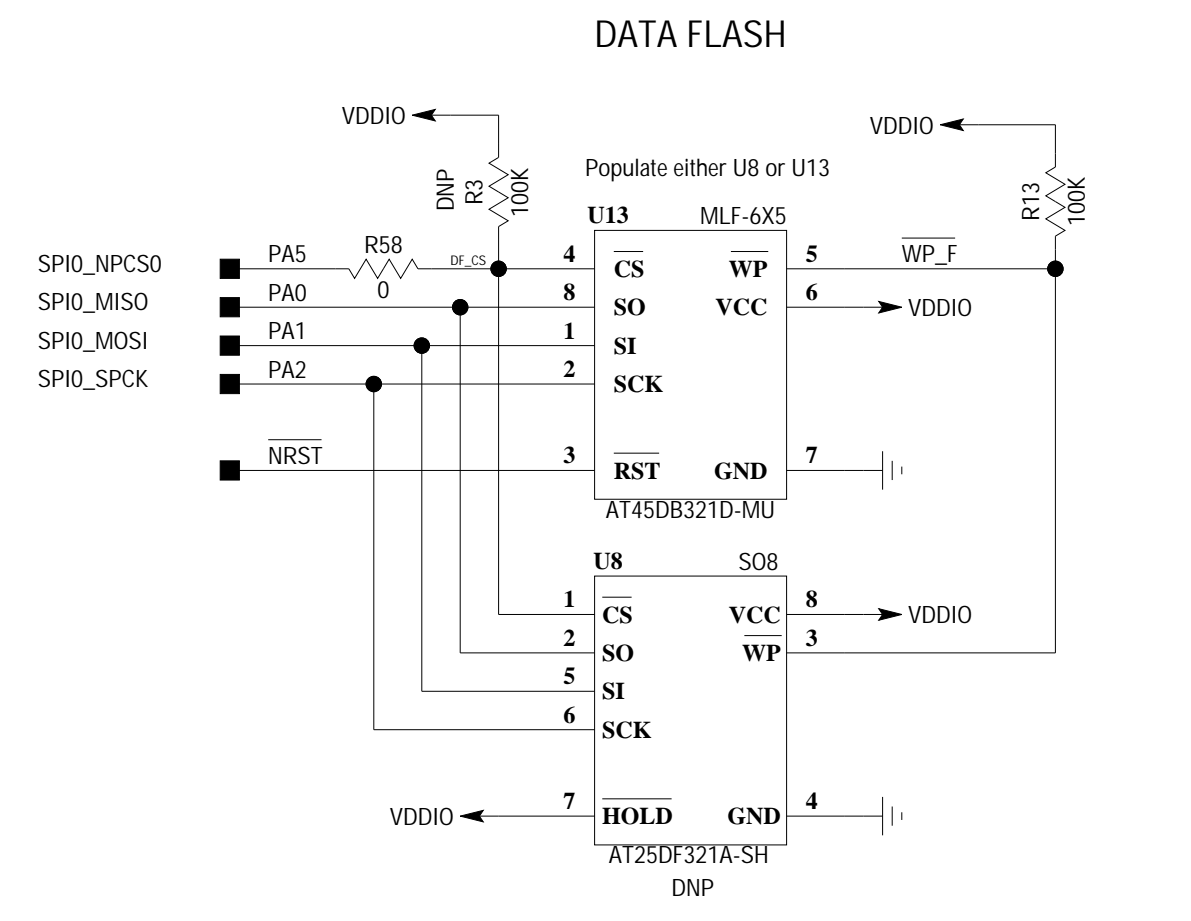 DATA FLASH
VDDIO
VDDIO
DNP
R3
100K
Populate either U8 or U13
R13
100K
U13 MLF-6X5
SPI0_NPCS0 PA5 R58 0 DF_CS 4 CS WP 5 WP_F
SPI0_MISO PA0 8 SO VCC 6 VDDIO
SPI0_MOSI PA1 1 SI
SPI0_SPCK PA2 2 SCK
NRST 3 RST GND 7
AT45DB321D-MU
U8 SO8
1 CS VCC 8 VDDIO
2 SO WP 3
5 SI
6 SCK
VDDIO 7 HOLD GND 4
AT25DF321A-SH
DNP